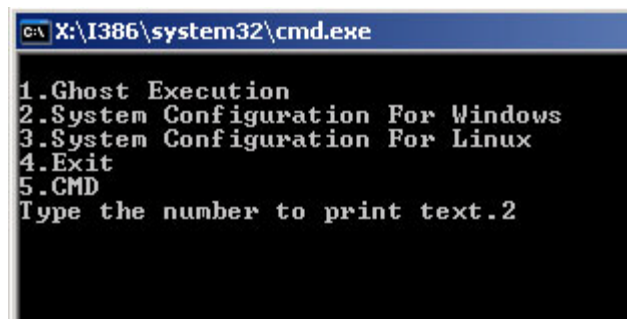 X:\I386\system32\cmd.exe
1.Ghost Execution
2.System Configuration For Windows
3.System Configuration For Linux
4.Exit
5.CMD
Type the number to print text.2